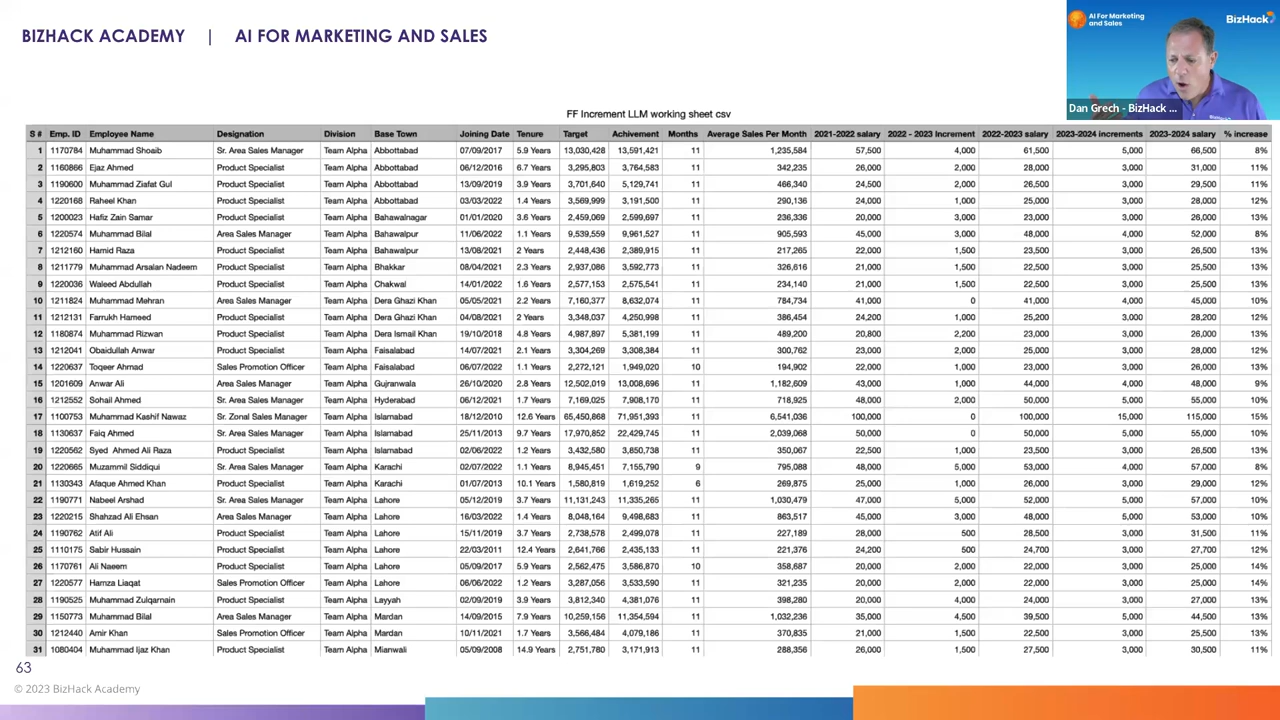 BIZHACK ACADEMY | AI FOR MARKETING AND SALES
AI For Marketing
and Sales
BizHack
Dan Grech - BizHack ...
FF Increment LLM working sheet csv
S # Emp. ID Employee Name Designation Division Base Town Joining Date Tenure Target Achivement Months Average Sales Per Month 2021-2022 salary 2022 - 2023 Increment 2022-2023 salary 2023-2024 increments 2023-2024 salary % increase
1 1170784 Muhammad Shoaib Sr. Area Sales Manager Team Alpha Abbottabad 07/09/2017 5.9 Years 13,030,428 13,591,421 11 1,235,584 57,500 4,000 61,500 5,000 66,500 8%
2 1160866 Ejaz Ahmed Product Specialist Team Alpha Abbottabad 06/12/2016 6.7 Years 3,295,803 3,764,583 11 342,235 26,000 2,000 28,000 3,000 31,000 11%
3 1190600 Muhammad Ziafat Gul Product Specialist Team Alpha Abbottabad 13/09/2019 3.9 Years 3,701,640 5,129,741 11 466,340 24,500 2,000 26,500 3,000 29,500 11%
4 1220168 Raheel Khan Product Specialist Team Alpha Abbottabad 03/03/2022 1.4 Years 3,569,999 3,191,500 11 290,136 24,000 1,000 25,000 3,000 28,000 12%
5 1200023 Hafiz Zain Samar Product Specialist Team Alpha Bahawalnagar 01/01/2020 3.6 Years 2,459,069 2,599,697 11 236,336 20,000 3,000 23,000 3,000 26,000 13%
6 1220574 Muhammad Bilal Area Sales Manager Team Alpha Bahawalpur 11/06/2022 1.1 Years 9,539,559 9,961,527 11 905,593 45,000 3,000 48,000 4,000 52,000 8%
7 1212160 Hamid Raza Product Specialist Team Alpha Bahawalpur 13/08/2021 2 Years 2,448,436 2,389,915 11 217,265 22,000 1,500 23,500 3,000 26,500 13%
8 1211779 Muhammad Arsalan Nadeem Product Specialist Team Alpha Bhakkar 08/04/2021 2.3 Years 2,937,086 3,592,773 11 326,616 21,000 1,500 22,500 3,000 25,500 13%
9 1220036 Waleed Abdullah Product Specialist Team Alpha Chakwal 14/01/2022 1.6 Years 2,577,153 2,575,541 11 234,140 21,000 1,500 22,500 3,000 25,500 13%
10 1211824 Muhammad Mehran Area Sales Manager Team Alpha Dera Ghazi Khan 05/05/2021 2.2 Years 7,160,377 8,632,074 11 784,734 41,000 0 41,000 4,000 45,000 10%
11 1212131 Farrukh Hameed Product Specialist Team Alpha Dera Ghazi Khan 04/08/2021 2 Years 3,348,037 4,250,998 11 386,454 24,200 1,000 25,200 3,000 28,200 12%
12 1180874 Muhammad Rizwan Product Specialist Team Alpha Dera Ismail Khan 19/10/2018 4.8 Years 4,987,897 5,381,199 11 489,200 20,800 2,200 23,000 3,000 26,000 13%
13 1212041 Obaidullah Anwar Product Specialist Team Alpha Faisalabad 14/07/2021 2.1 Years 3,304,269 3,308,384 11 300,762 23,000 2,000 25,000 3,000 28,000 12%
14 1220637 Toqeer Ahmad Sales Promotion Officer Team Alpha Faisalabad 06/07/2022 1.1 Years 2,272,121 1,949,020 10 194,902 22,000 1,000 23,000 3,000 26,000 13%
15 1201609 Anwar Ali Area Sales Manager Team Alpha Gujranwala 26/10/2020 2.8 Years 12,502,019 13,008,696 11 1,182,609 43,000 1,000 44,000 4,000 48,000 9%
16 1212552 Sohail Ahmed Sr. Area Sales Manager Team Alpha Hyderabad 06/12/2021 1.7 Years 7,169,025 7,908,170 11 718,925 48,000 2,000 50,000 5,000 55,000 10%
17 1100753 Muhammad Kashif Nawaz Sr. Zonal Sales Manager Team Alpha Islamabad 18/12/2010 12.6 Years 65,450,868 71,951,393 11 6,541,036 100,000 0 100,000 15,000 115,000 15%
18 1130637 Faiq Ahmed Sr. Area Sales Manager Team Alpha Islamabad 25/11/2013 9.7 Years 17,970,852 22,429,745 11 2,039,068 50,000 0 50,000 5,000 55,000 10%
19 1220562 Syed Ahmed Ali Raza Product Specialist Team Alpha Islamabad 02/06/2022 1.2 Years 3,432,580 3,850,738 11 350,067 22,500 1,000 23,500 3,000 26,500 13%
20 1220665 Muzammil Siddiqui Sr. Area Sales Manager Team Alpha Karachi 02/07/2022 1.1 Years 8,945,451 7,155,790 9 795,088 48,000 5,000 53,000 4,000 57,000 8%
21 1130343 Afaque Ahmed Khan Product Specialist Team Alpha Karachi 01/07/2013 10.1 Years 1,580,819 1,619,252 6 269,875 25,000 1,000 26,000 3,000 29,000 12%
22 1190771 Nabeel Arshad Sr. Area Sales Manager Team Alpha Lahore 05/12/2019 3.7 Years 11,131,243 11,335,265 11 1,030,479 47,000 5,000 52,000 5,000 57,000 10%
23 1220215 Shahzad Ali Ehsan Area Sales Manager Team Alpha Lahore 16/03/2022 1.4 Years 8,048,164 9,498,683 11 863,517 45,000 3,000 48,000 5,000 53,000 10%
24 1190762 Atif Ali Product Specialist Team Alpha Lahore 15/11/2019 3.7 Years 2,738,578 2,499,078 11 227,189 28,000 500 28,500 3,000 31,500 11%
25 1110175 Sabir Hussain Product Specialist Team Alpha Lahore 22/03/2011 12.4 Years 2,641,766 2,435,133 11 221,376 24,200 500 24,700 3,000 27,700 12%
26 1170761 Ali Naeem Product Specialist Team Alpha Lahore 05/09/2017 5.9 Years 2,562,475 3,586,870 10 358,687 20,000 2,000 22,000 3,000 25,000 14%
27 1220577 Hamza Liaqat Sales Promotion Officer Team Alpha Lahore 06/06/2022 1.2 Years 3,287,056 3,533,590 11 321,235 20,000 2,000 22,000 3,000 25,000 14%
28 1190525 Muhammad Zulqarnain Product Specialist Team Alpha Layyah 02/09/2019 3.9 Years 3,812,340 4,381,076 11 398,280 20,000 4,000 24,000 3,000 27,000 13%
29 1150773 Muhammad Bilal Area Sales Manager Team Alpha Mardan 14/09/2015 7.9 Years 10,259,156 11,354,594 11 1,032,236 35,000 4,500 39,500 5,000 44,500 13%
30 1212440 Amir Khan Sales Promotion Officer Team Alpha Mardan 10/11/2021 1.7 Years 3,566,484 4,079,186 11 370,835 21,000 1,500 22,500 3,000 25,500 13%
31 1080404 Muhammad Ijaz Khan Product Specialist Team Alpha Mianwali 05/09/2008 14.9 Years 2,751,780 3,171,913 11 288,356 26,000 1,500 27,500 3,000 30,500 11%
63
© 2023 BizHack Academy